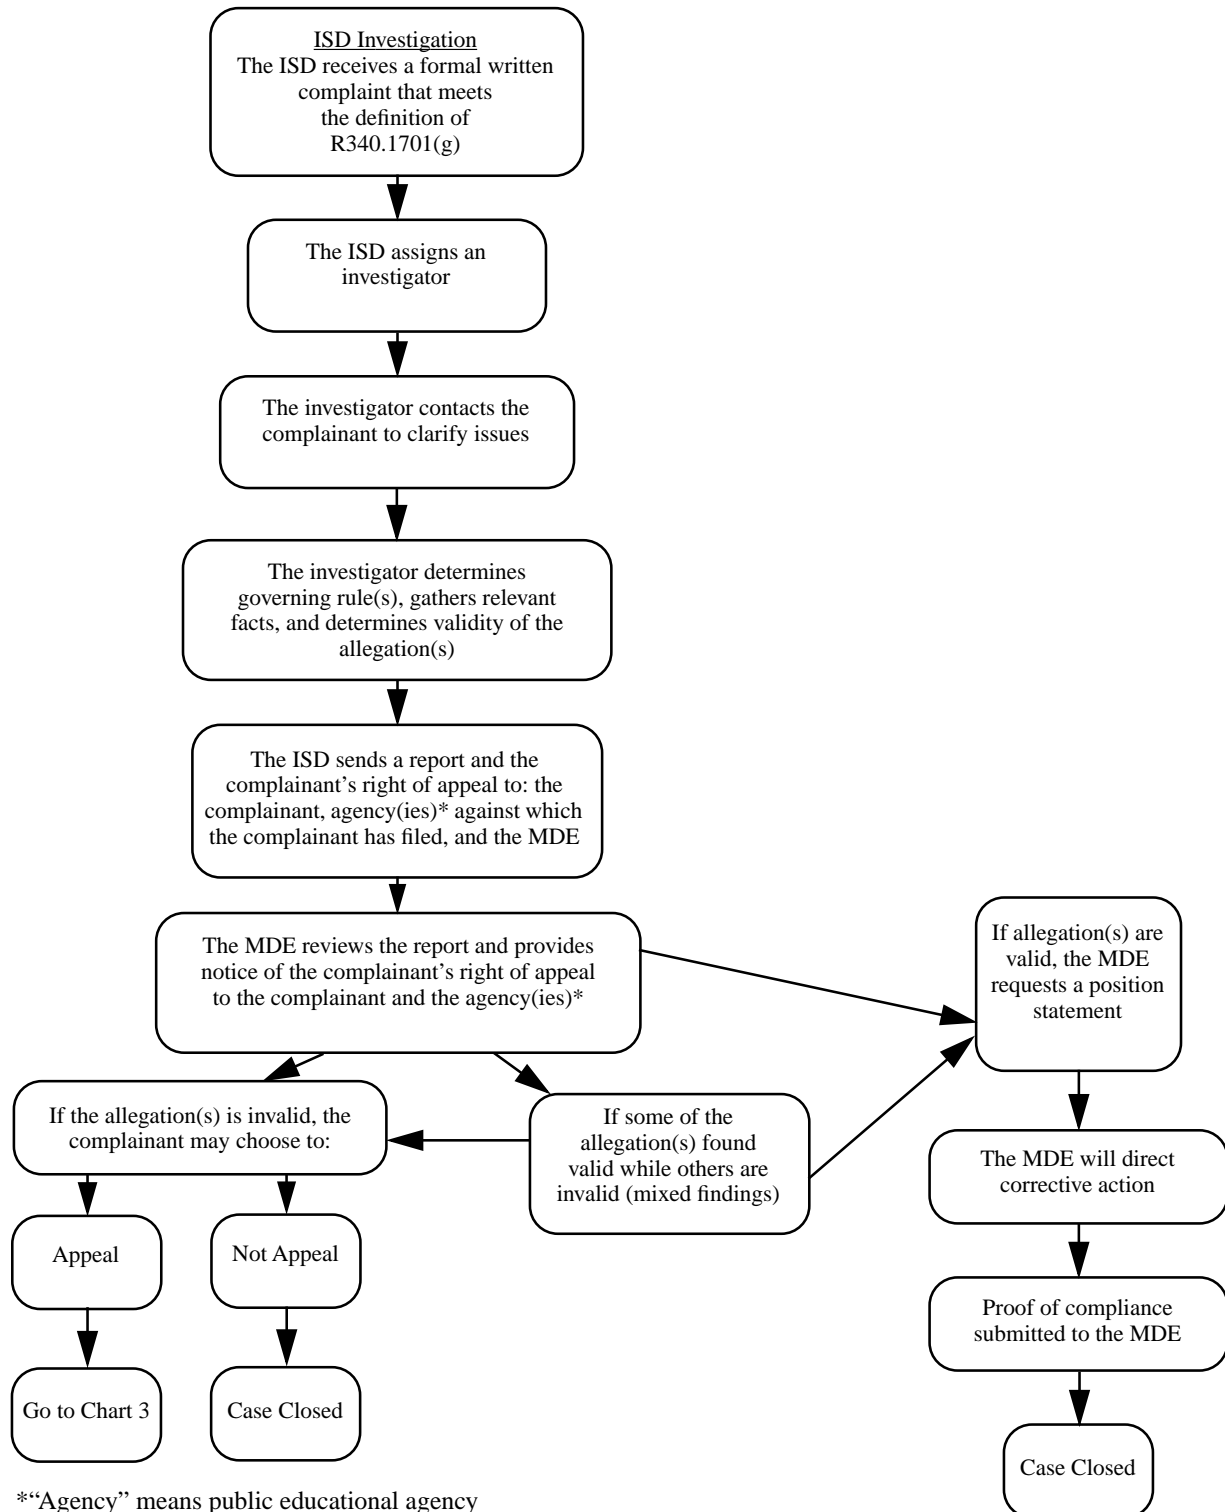 ISD Investigation
The ISD receives a formal written
complaint that meets
the definition of
R340.1701(g)
The ISD assigns an
investigator
The investigator contacts the
complainant to clarify issues
The investigator determines
governing rule(s), gathers relevant
facts, and determines validity of the
allegation(s)
The ISD sends a report and the
complainant’s right of appeal to: the
complainant, agency(ies)* against which
the complainant has filed, and the MDE
The MDE reviews the report and provides
notice of the complainant’s right of appeal
to the complainant and the agency(ies)*
If allegation(s) are
valid, the MDE
requests a position
statement
If the allegation(s) is invalid, the
complainant may choose to:
If some of the
allegation(s) found
valid while others are
invalid (mixed findings)
The MDE will direct
corrective action
Appeal
Not Appeal
Proof of compliance
submitted to the MDE
Go to Chart 3
Case Closed
Case Closed
*“Agency” means public educational agency